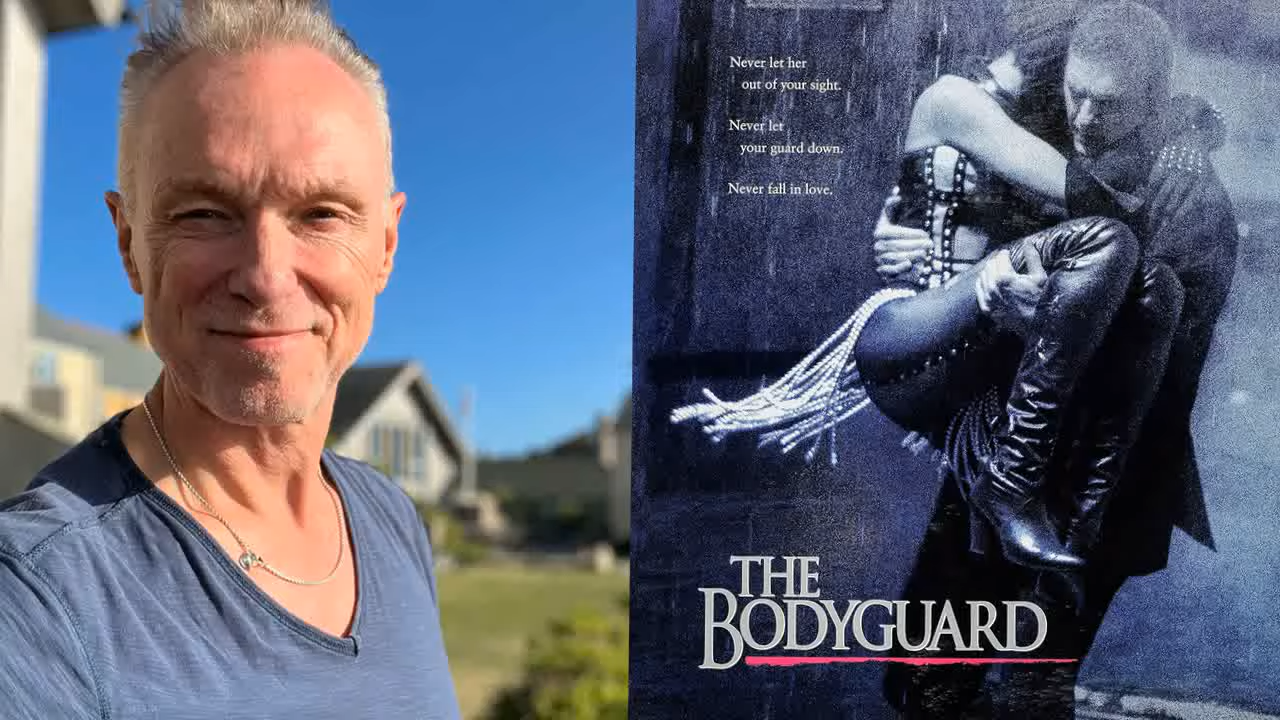 Never let her
out of your sight.
Never let
your guard down.
Never fall in love.
THE
BODYGUARD